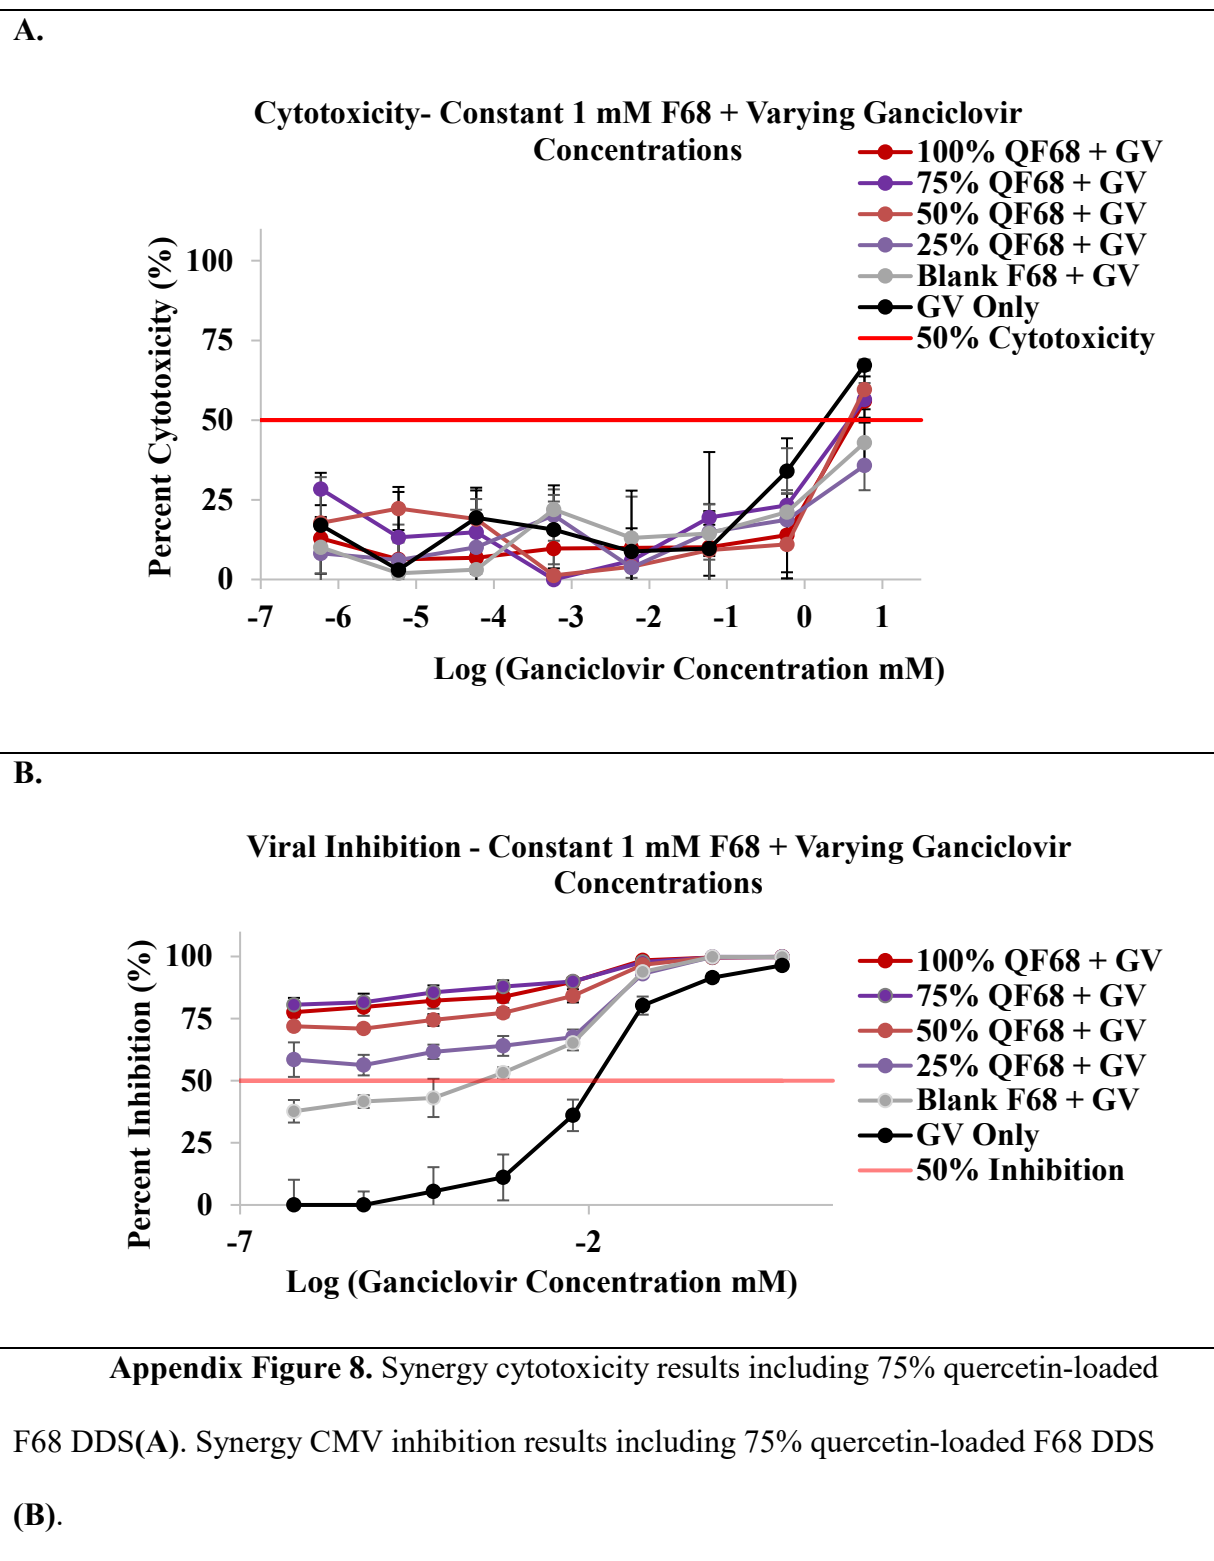 A.
Cytotoxicity- Constant 1 mM F68 + Varying Ganciclovir
Concentrations
100% QF68 + GV
75% QF68 + GV
50% QF68 + GV
25% QF68 + GV
Blank F68 + GV
GV Only
50% Cytotoxicity
Percent Cytotoxicity (%)
100
75
50
25
0
-7 -6 -5 -4 -3 -2 -1 0 1
Log (Ganciclovir Concentration mM)
B.
Viral Inhibition - Constant 1 mM F68 + Varying Ganciclovir
Concentrations
Percent Inhibition (%)
100
75
50
25
0
-7 -2
100% QF68 + GV
75% QF68 + GV
50% QF68 + GV
25% QF68 + GV
Blank F68 + GV
GV Only
50% Inhibition
Log (Ganciclovir Concentration mM)
Appendix Figure 8. Synergy cytotoxicity results including 75% quercetin-loaded
F68 DDS(A). Synergy CMV inhibition results including 75% quercetin-loaded F68 DDS
(B).